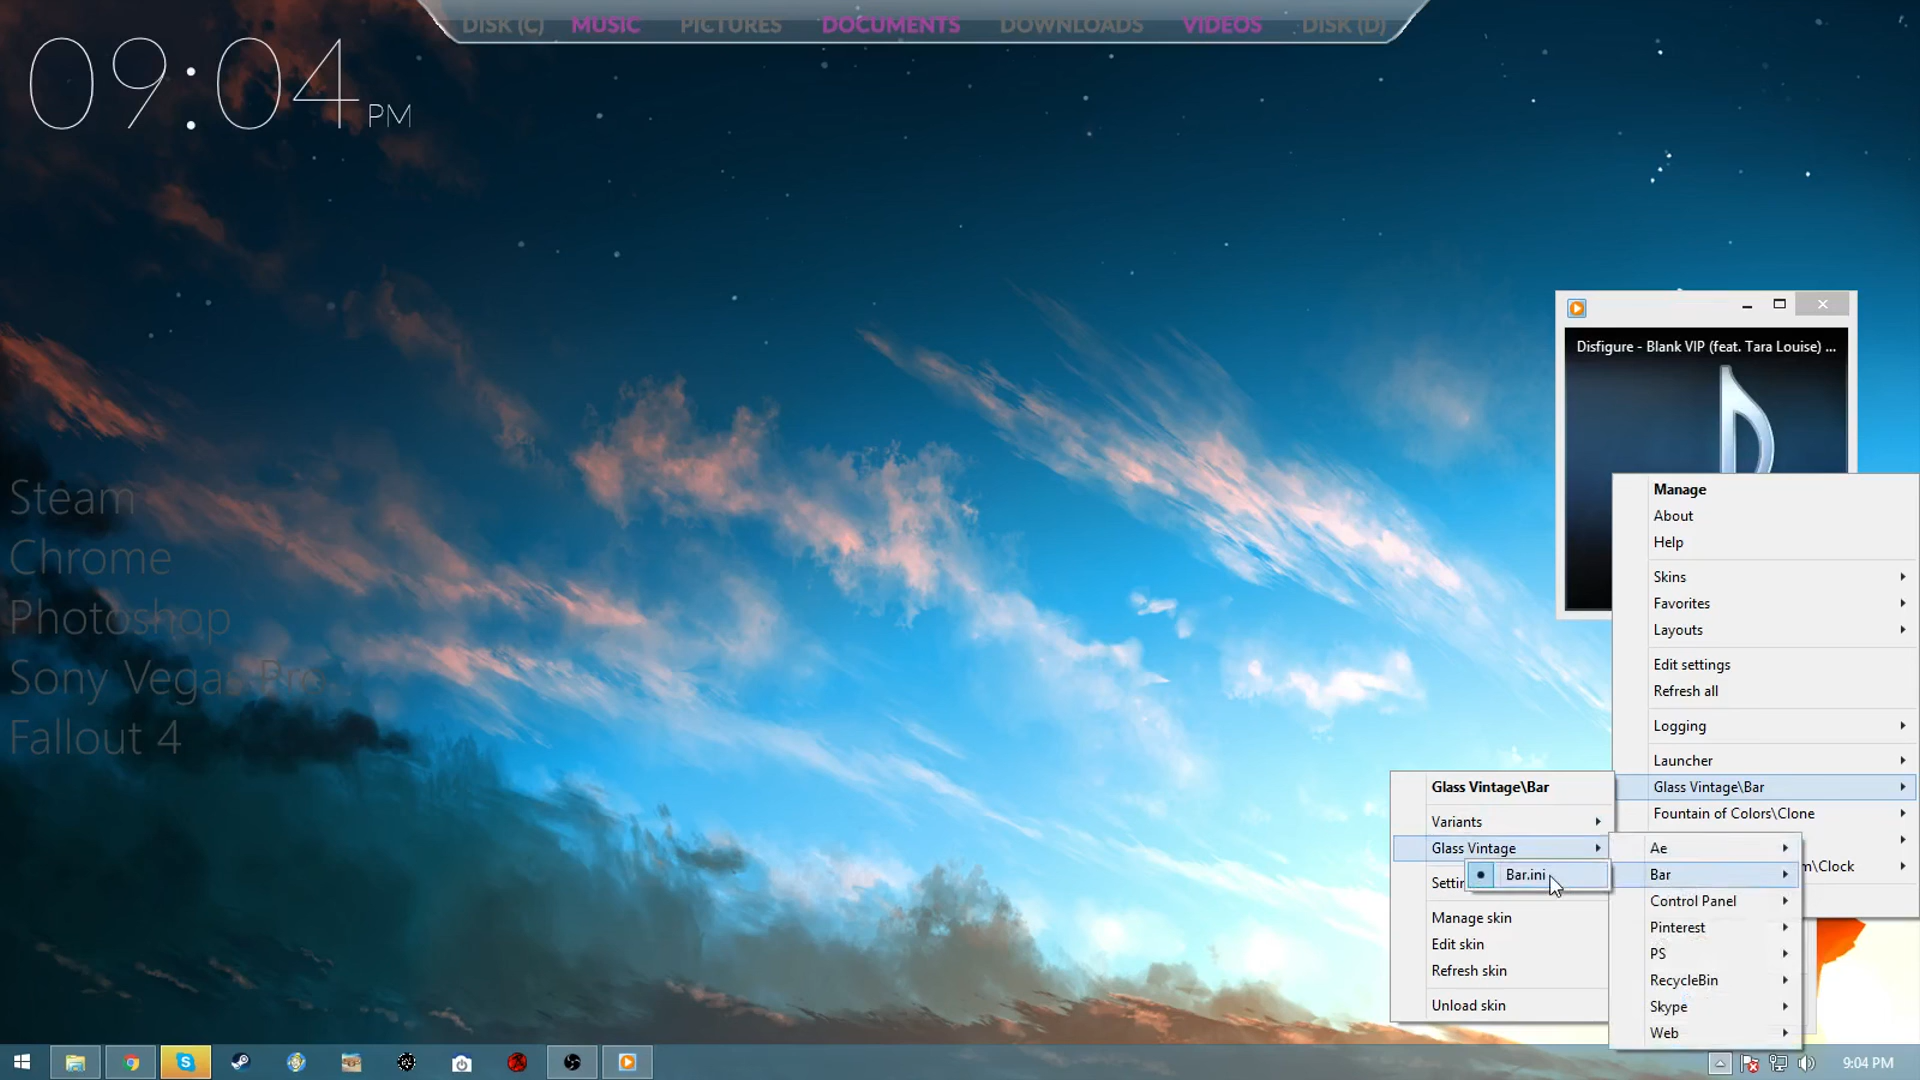 DISK (C) MUSIC PICTURES DOCUMENTS DOWNLOADS VIDEOS DISK (D)
09:04 PM
Disfigure - Blank VIP (feat. Tara Louise) ...
Steam
Chrome
Photoshop
Sony Vegas Pro...
Fallout 4
Manage
About
Help
Skins
Favorites
Layouts
Edit settings
Refresh all
Logging
Launcher
Glass Vintage\Bar
Fountain of Colors\Clone
m\Clock
Glass Vintage\Bar
Variants
Glass Vintage
Settin
Manage skin
Edit skin
Refresh skin
Unload skin
Bar.ini
Ae
Bar
Control Panel
Pinterest
PS
RecycleBin
Skype
Web
9:04 PM